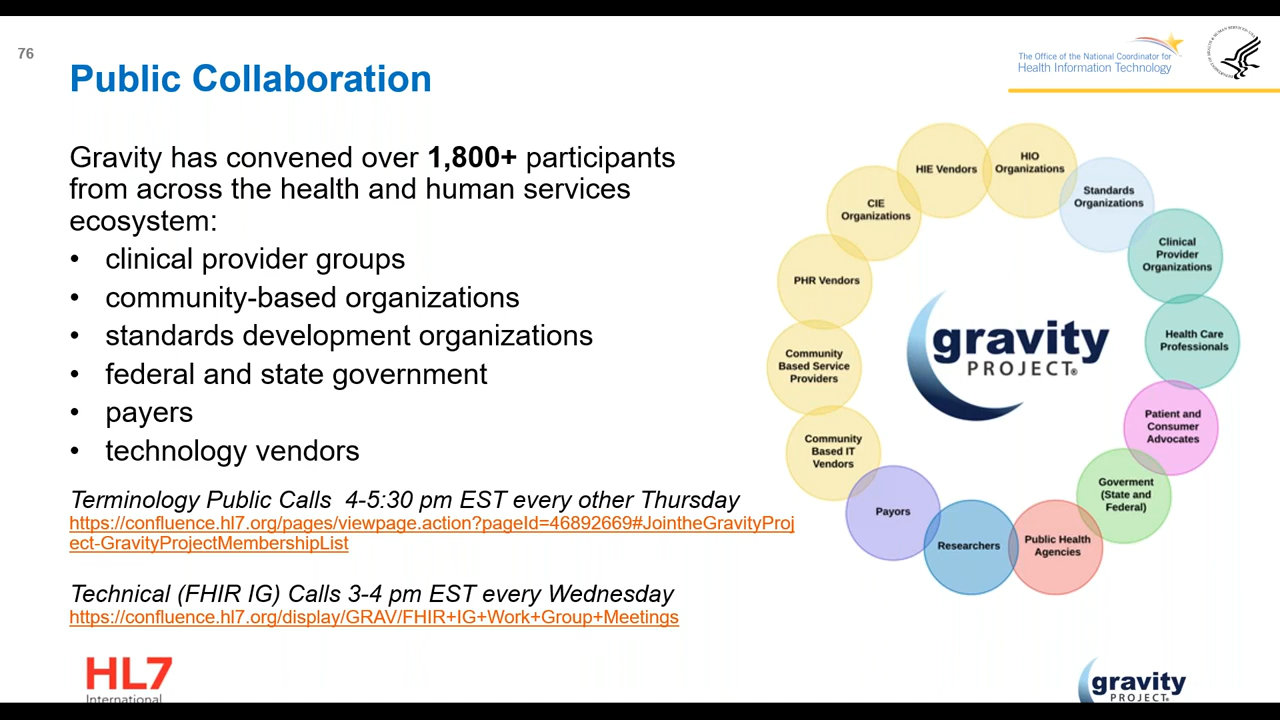 76
Public Collaboration
The Office of the National Coordinator for
Health Information Technology
Gravity has convened over 1,800+ participants
from across the health and human services
ecosystem:
• clinical provider groups
• community-based organizations
• standards development organizations
• federal and state government
• payers
• technology vendors
Terminology Public Calls 4-5:30 pm EST every other Thursday
https://confluence.hl7.org/pages/viewpage.action?pageId=46892669#JointheGravityProj
ect-GravityProjectMembershipList
Technical (FHIR IG) Calls 3-4 pm EST every Wednesday
https://confluence.hl7.org/display/GRAV/FHIR+IG+Work+Group+Meetings
HIE Vendors
HIO
Organizations
Standards
Organizations
Clinical
Provider
Organizations
Health Care
Professionals
Patient and
Consumer
Advocates
Goverment
(State and
Federal)
Public Health
Agencies
Researchers
Payors
Community
Based IT
Vendors
Community
Based Service
Providers
PHR Vendors
CIE
Organizations
gravity
PROJECT®
HL7
International
gravity
PROJECT®